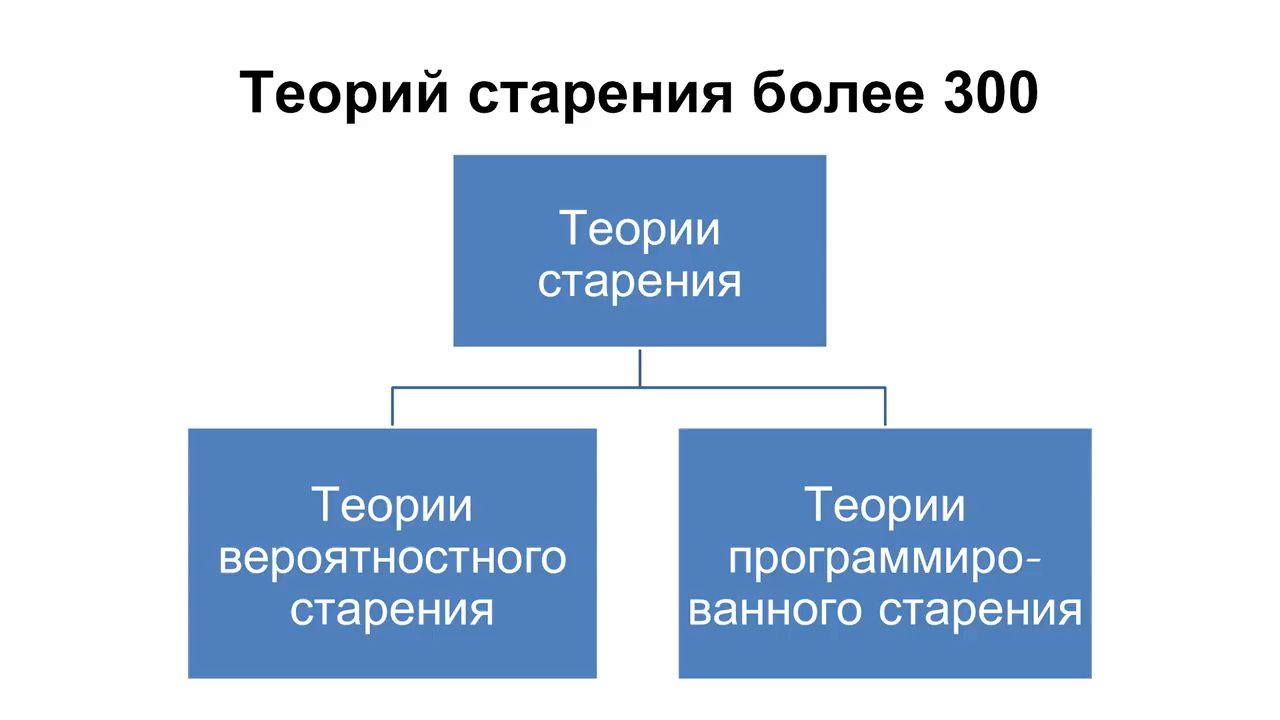 Теорий старения более 300
Теории
старения
Теории
вероятностного
старения
Теории
программиро-
ванного старения